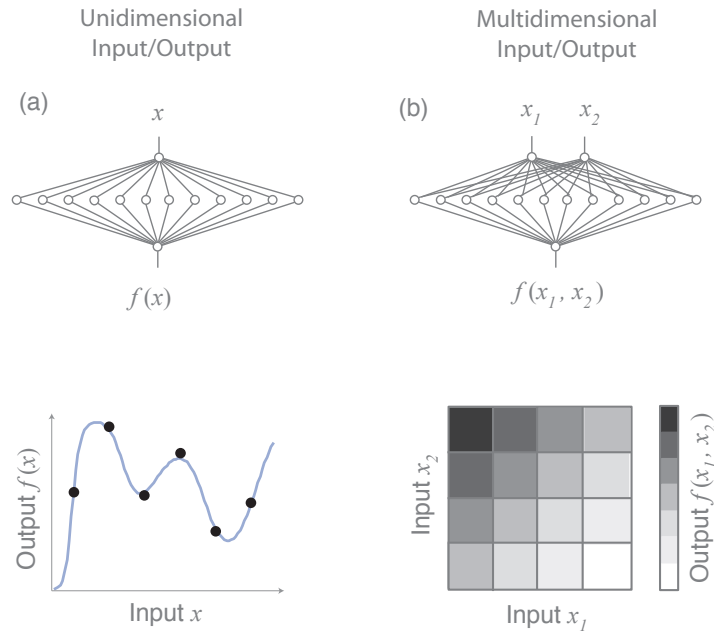 Unidimensional
Input/Output
(a)
x
f(x)
Output f(x)
Input x
Multidimensional
Input/Output
(b)
x₁ x₂
f(x₁, x₂)
Input x₂
Input x₁
Output f(x₁, x₂)